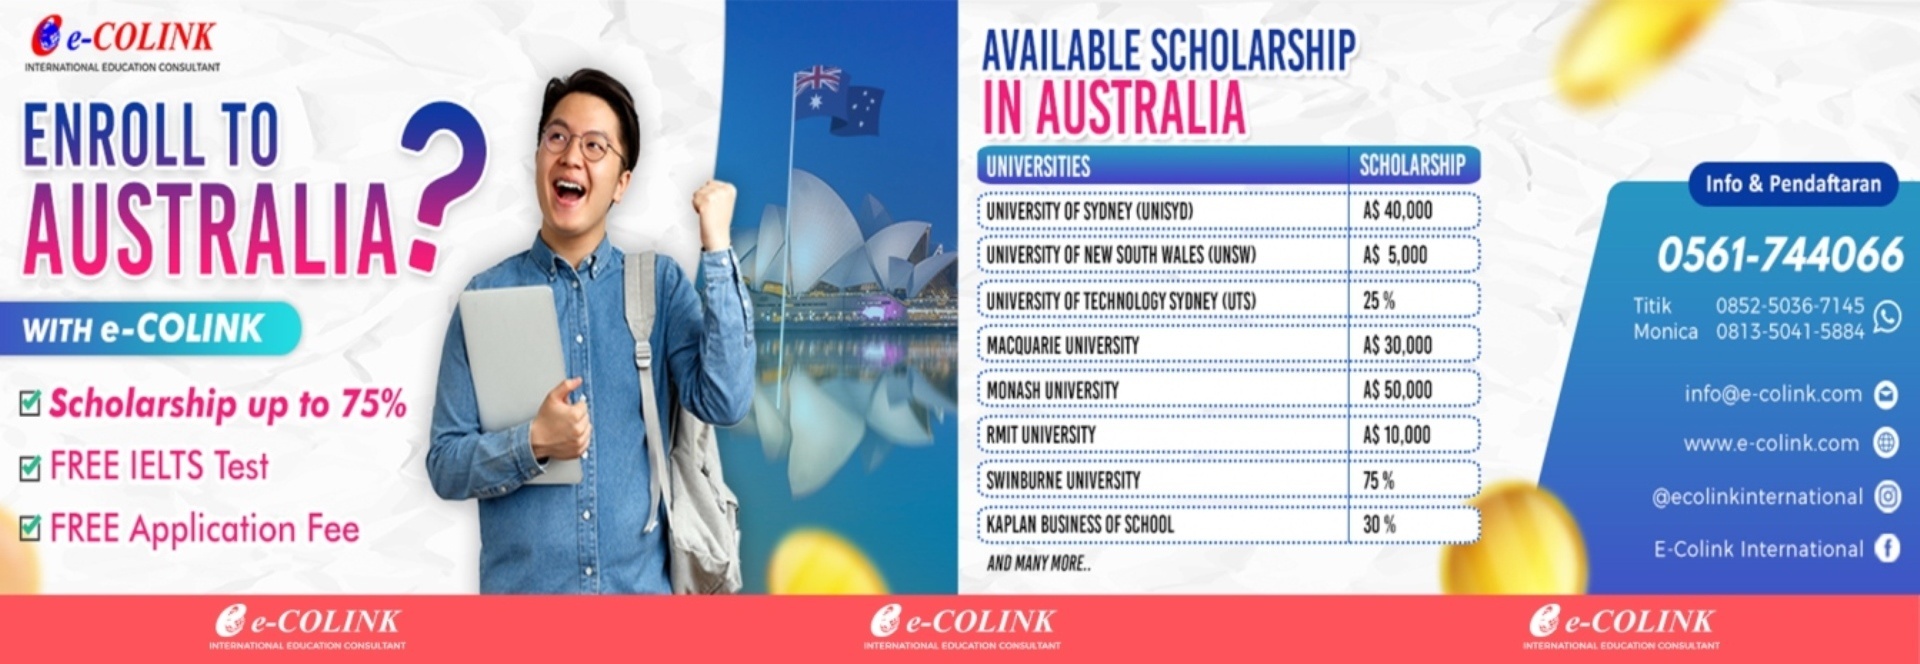 e-COLINK
INTERNATIONAL EDUCATION CONSULTANT
ENROLL TO
AUSTRALIA?
WITH e-COLINK
Scholarship up to 75%
FREE IELTS Test
FREE Application Fee
AVAILABLE SCHOLARSHIP
IN AUSTRALIA
UNIVERSITIES SCHOLARSHIP
UNIVERSITY OF SYDNEY (UNISYD) A$ 40,000
UNIVERSITY OF NEW SOUTH WALES (UNSW) A$ 5,000
UNIVERSITY OF TECHNOLOGY SYDNEY (UTS) 25 %
MACQUARIE UNIVERSITY A$ 30,000
MONASH UNIVERSITY A$ 50,000
RMIT UNIVERSITY A$ 10,000
SWINBURNE UNIVERSITY 75 %
KAPLAN BUSINESS OF SCHOOL 30 %
AND MANY MORE..
Info & Pendaftaran
0561-744066
Titik 0852-5036-7145
Monica 0813-5041-5884
info@e-colink.com
www.e-colink.com
@ecolinkinternational
E-Colink International
e-COLINK
INTERNATIONAL EDUCATION CONSULTANT
e-COLINK
INTERNATIONAL EDUCATION CONSULTANT
e-COLINK
INTERNATIONAL EDUCATION CONSULTANT